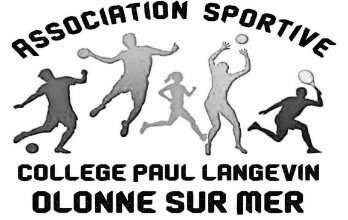 ASSOCIATION SPORTIVE
COLLEGE PAUL LANGEVIN
OLONNE SUR MER